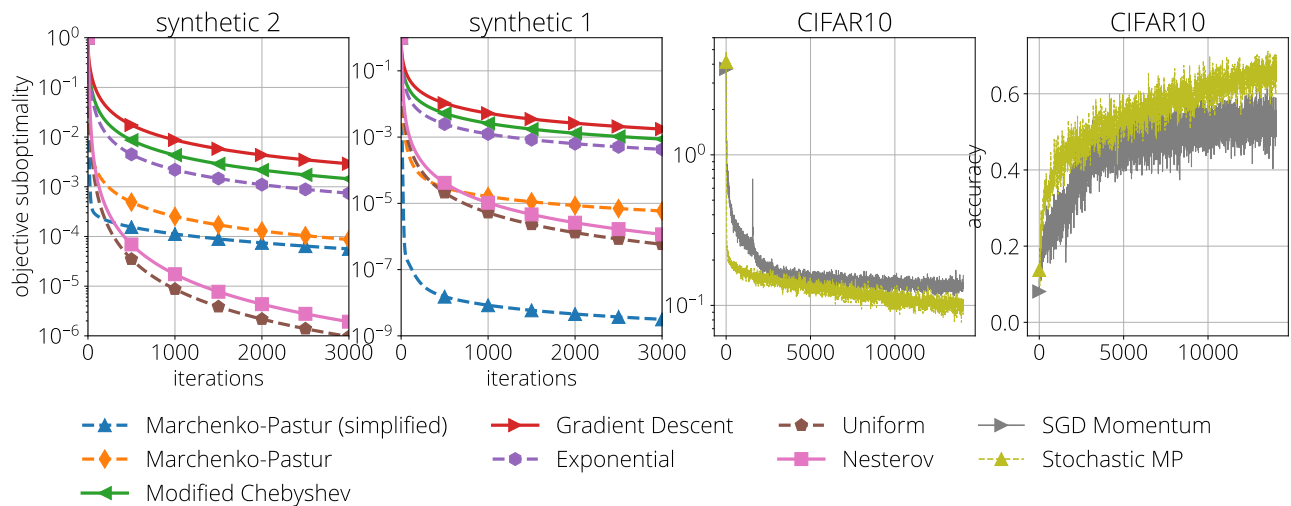 synthetic 2 synthetic 1 CIFAR10 CIFAR10
objective suboptimality
10^0
10^-1
10^-2
10^-3
10^-4
10^-5
10^-6
0 1000 2000 3000
iterations
10^-1
10^-3
10^-5
10^-7
10^-9
0 1000 2000 3000
iterations
10^0
10^-1
0 5000 10000
accuracy
0.6
0.4
0.2
0.0
0 5000 10000
Marchenko-Pastur (simplified) Gradient Descent Uniform SGD Momentum
Marchenko-Pastur Exponential Nesterov Stochastic MP
Modified Chebyshev